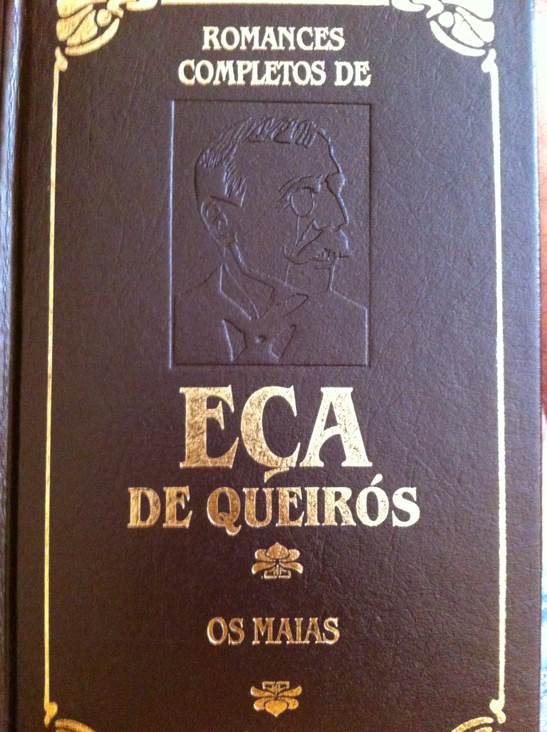 ROMANCES
COMPLETOS DE
EÇA
DE QUEIRÓS
OS MAIAS